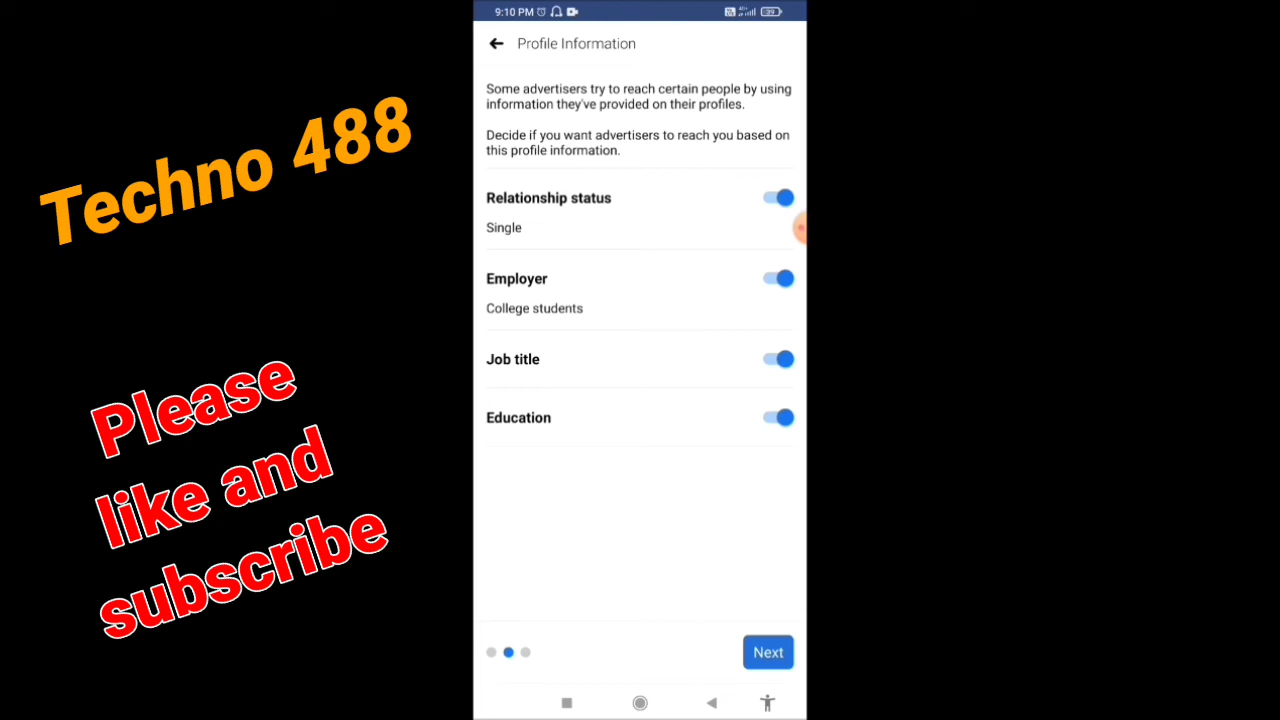 9:10 PM
39
Profile Information
Some advertisers try to reach certain people by using
information they've provided on their profiles.
Decide if you want advertisers to reach you based on
this profile information.
Relationship status
Single
Employer
College students
Job title
Education
Next
Techno 488
Please
like and
subscribe